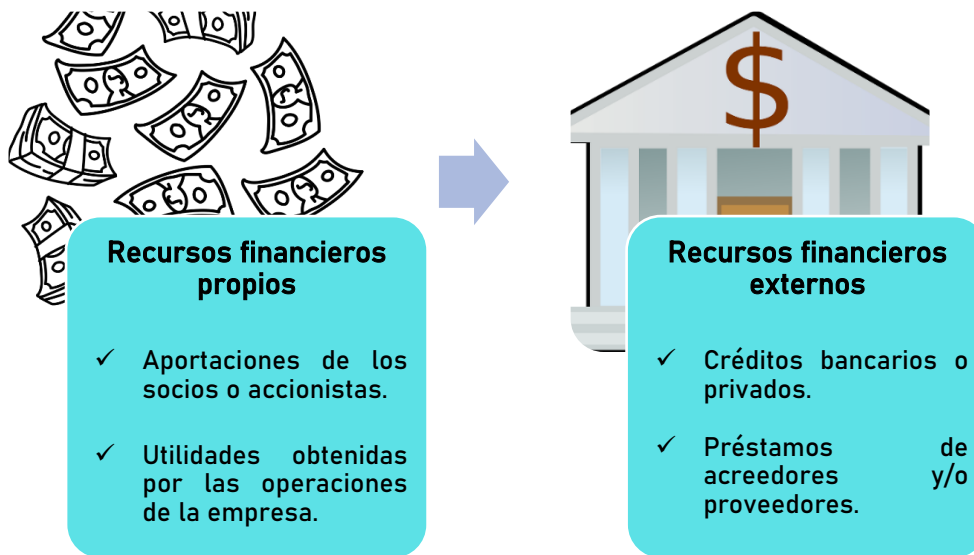 $
Recursos financieros
propios
✓ Aportaciones de los
socios o accionistas.
✓ Utilidades obtenidas
por las operaciones
de la empresa.
Recursos financieros
externos
✓ Créditos bancarios o
privados.
✓ Préstamos de
acreedores y/o
proveedores.